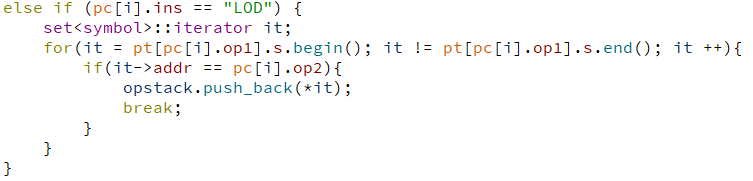 else if (pc[i].ins == "LOD") {
    set<symbol>::iterator it;
    for(it = pt[pc[i].op1].s.begin(); it != pt[pc[i].op1].s.end(); it ++){
        if(it->addr == pc[i].op2){
            opstack.push_back(*it);
            break;
        }
    }
}